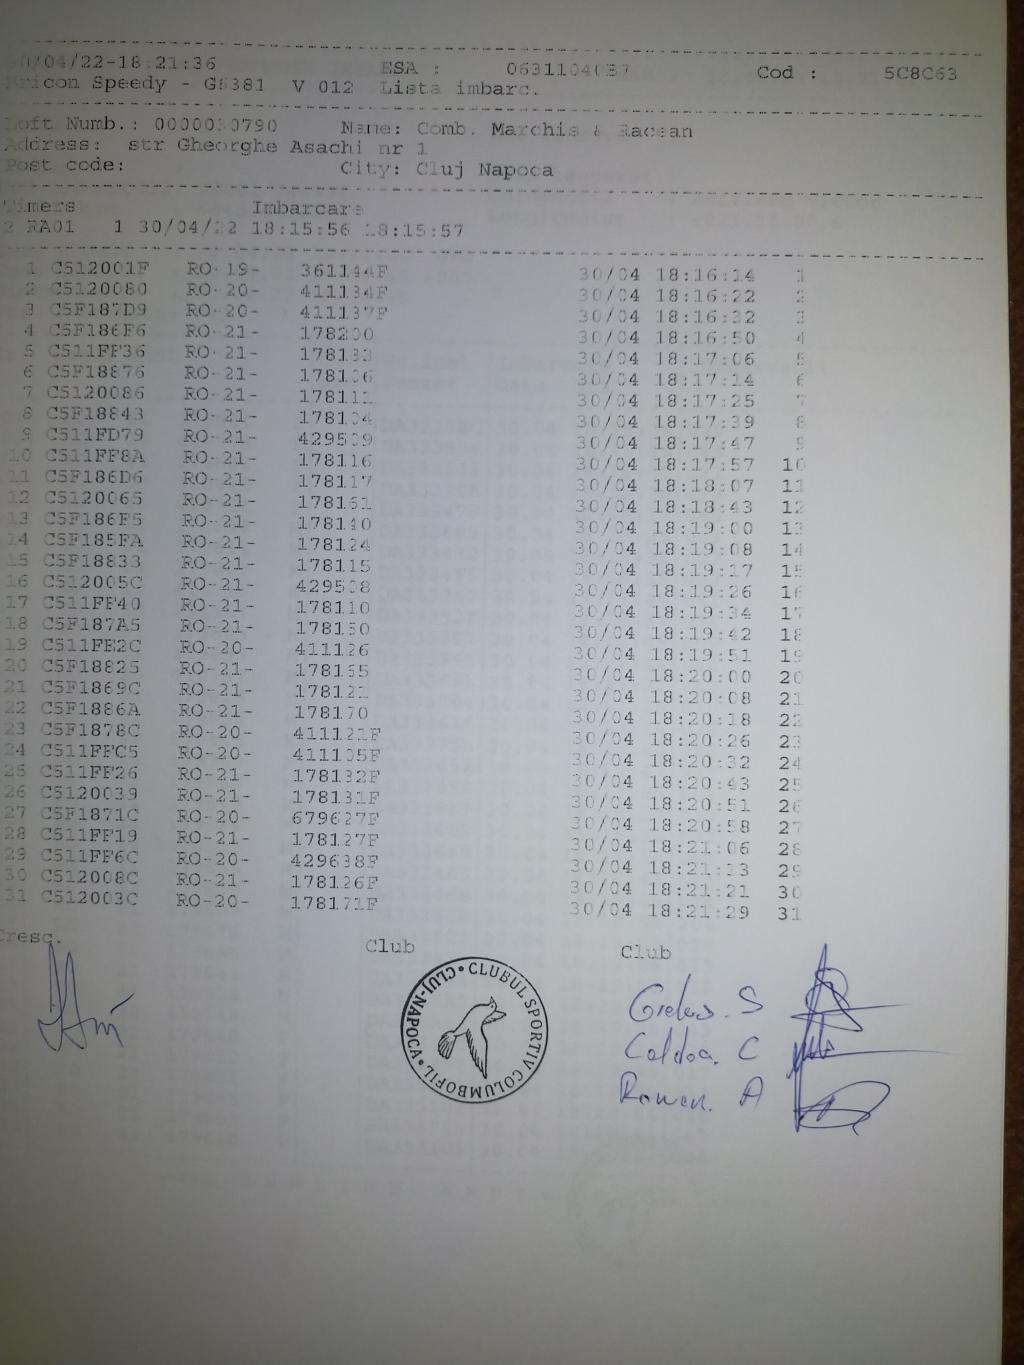 /04/22-18:21:36 ESA : Cod : 5C8C63
Bricon Speedy - G6381 V 012 Lista imbarc.
Loft Numb.: 0000030790 Name: Comb. Marchis & Racean
Address: str Gheorghe Asachi nr 1
Post code: City: Cluj Napoca
Timers Imbarcare
2 RA01 1 30/04/22 18:15:56 18:15:57
1 C512001F RO-19- 361144F 30/04 18:16:14 1
2 C5120080 RO-20- 411134F 30/04 18:16:22 2
3 C5F187D9 RO-20- 411137F 30/04 18:16:32 3
4 C5F186F6 RO-21- 178200 30/04 18:16:50 4
5 C511FF36 RO-21- 178133 30/04 18:17:06 5
6 C5F18876 RO-21- 178106 30/04 18:17:14 6
7 C5120086 RO-21- 178111 30/04 18:17:25 7
8 C5F18843 RO-21- 178104 30/04 18:17:39 8
9 C511FD79 RO-21- 429509 30/04 18:17:47 9
10 C511FF8A RO-21- 178116 30/04 18:17:57 10
11 C5F186D6 RO-21- 178117 30/04 18:18:07 11
12 C5120065 RO-21- 178161 30/04 18:18:43 12
13 C5F186F5 RO-21- 178140 30/04 18:19:00 13
14 C5F185FA RO-21- 178124 30/04 18:19:08 14
15 C5F18833 RO-21- 178115 30/04 18:19:17 15
16 C512005C RO-21- 429508 30/04 18:19:26 16
17 C511FF40 RO-21- 178110 30/04 18:19:34 17
18 C5F187A5 RO-21- 178150 30/04 18:19:42 18
19 C511FE2C RO-20- 411126 30/04 18:19:51 19
20 C5F18825 RO-21- 178155 30/04 18:20:00 20
21 C5F1869C RO-21- 178121 30/04 18:20:08 21
22 C5F1886A RO-21- 178170 30/04 18:20:18 22
23 C5F1878C RO-20- 411121F 30/04 18:20:26 23
24 C511FFC5 RO-20- 411105F 30/04 18:20:32 24
25 C511FF26 RO-21- 178132F 30/04 18:20:43 25
26 C5120039 RO-21- 178131F 30/04 18:20:51 26
27 C5F1871C RO-20- 679627F 30/04 18:20:58 27
28 C511FF19 RO-21- 178127F 30/04 18:21:06 28
29 C511FF6C RO-20- 429638F 30/04 18:21:13 29
30 C512008C RO-21- 178126F 30/04 18:21:21 30
31 C512003C RO-20- 178171F 30/04 18:21:29 31
Cresc. Club Club
CLUBUL SPORTIV COLUMBOFIL • CLUJ-NAPOCA •
S
Caldoa. C
A